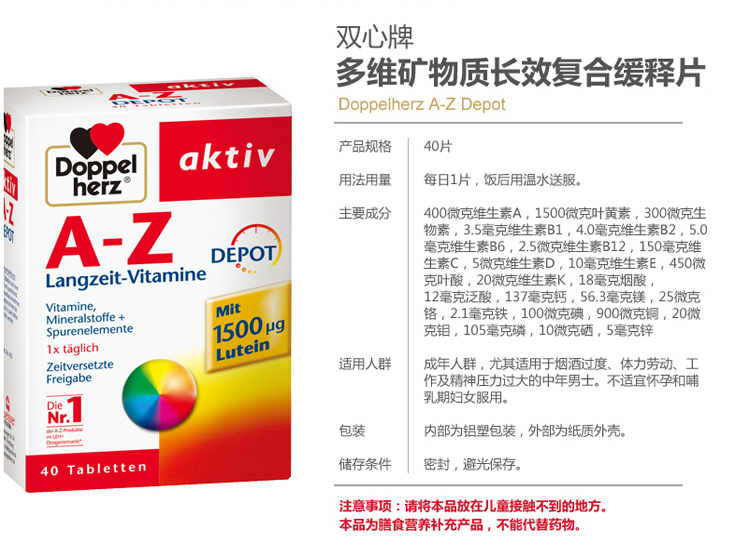 双心牌
多维矿物质长效复合缓释片
Doppelherz A-Z Depot
产品规格
40片
用法用量
每日1片，饭后用温水送服。
主要成分
400微克维生素A，1500微克叶黄素，300微克生
物素，3.5毫克维生素B1，4.0毫克维生素B2，5.0
毫克维生素B6，2.5微克维生素B12，150毫克维
生素C，5微克维生素D，10毫克维生素E，450微
克叶酸，20微克维生素K，18毫克烟酸，
12毫克泛酸，137毫克钙，56.3毫克镁，25微克
铬，2.1毫克铁，100微克碘，900微克铜，20微
克钼，105毫克磷，10微克硒，5毫克锌
适用人群
成年人群，尤其适用于烟酒过度、体力劳动、工
作及精神压力过大的中年男士。不适宜怀孕和哺
乳期妇女服用。
包装
内部为铝塑包装，外部为纸质外壳。
储存条件
密封，避光保存。
注意事项：请将本品放在儿童接触不到的地方。
本品为膳食营养补充产品，不能代替药物。
aktiv
A-Z
DEPOT
40 Tabletten
Doppel
herz®
aktiv
A-Z
DEPOT
Langzeit-Vitamine
Vitamine,
Mineralstoffe +
Spurenelemente
1x täglich
Zeitversetzte
Freigabe
Mit
1500 µg
Lutein
Die
Nr.1
der A-Z Produkte
im LEH+
Drogeriemarkt*
40 Tabletten